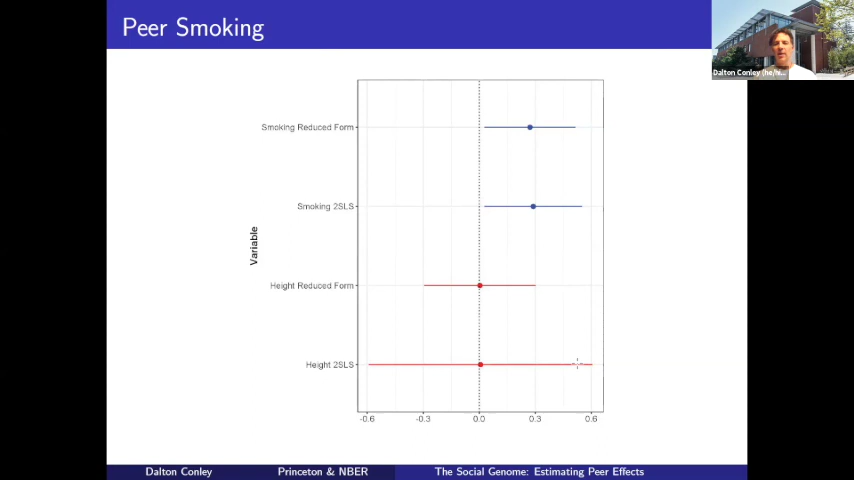 Peer Smoking
Dalton Conley (he/hi...
Smoking Reduced Form
Smoking 2SLS
Variable
Height Reduced Form
Height 2SLS
-0.6 -0.3 0.0 0.3 0.6
Dalton Conley Princeton & NBER The Social Genome: Estimating Peer Effects